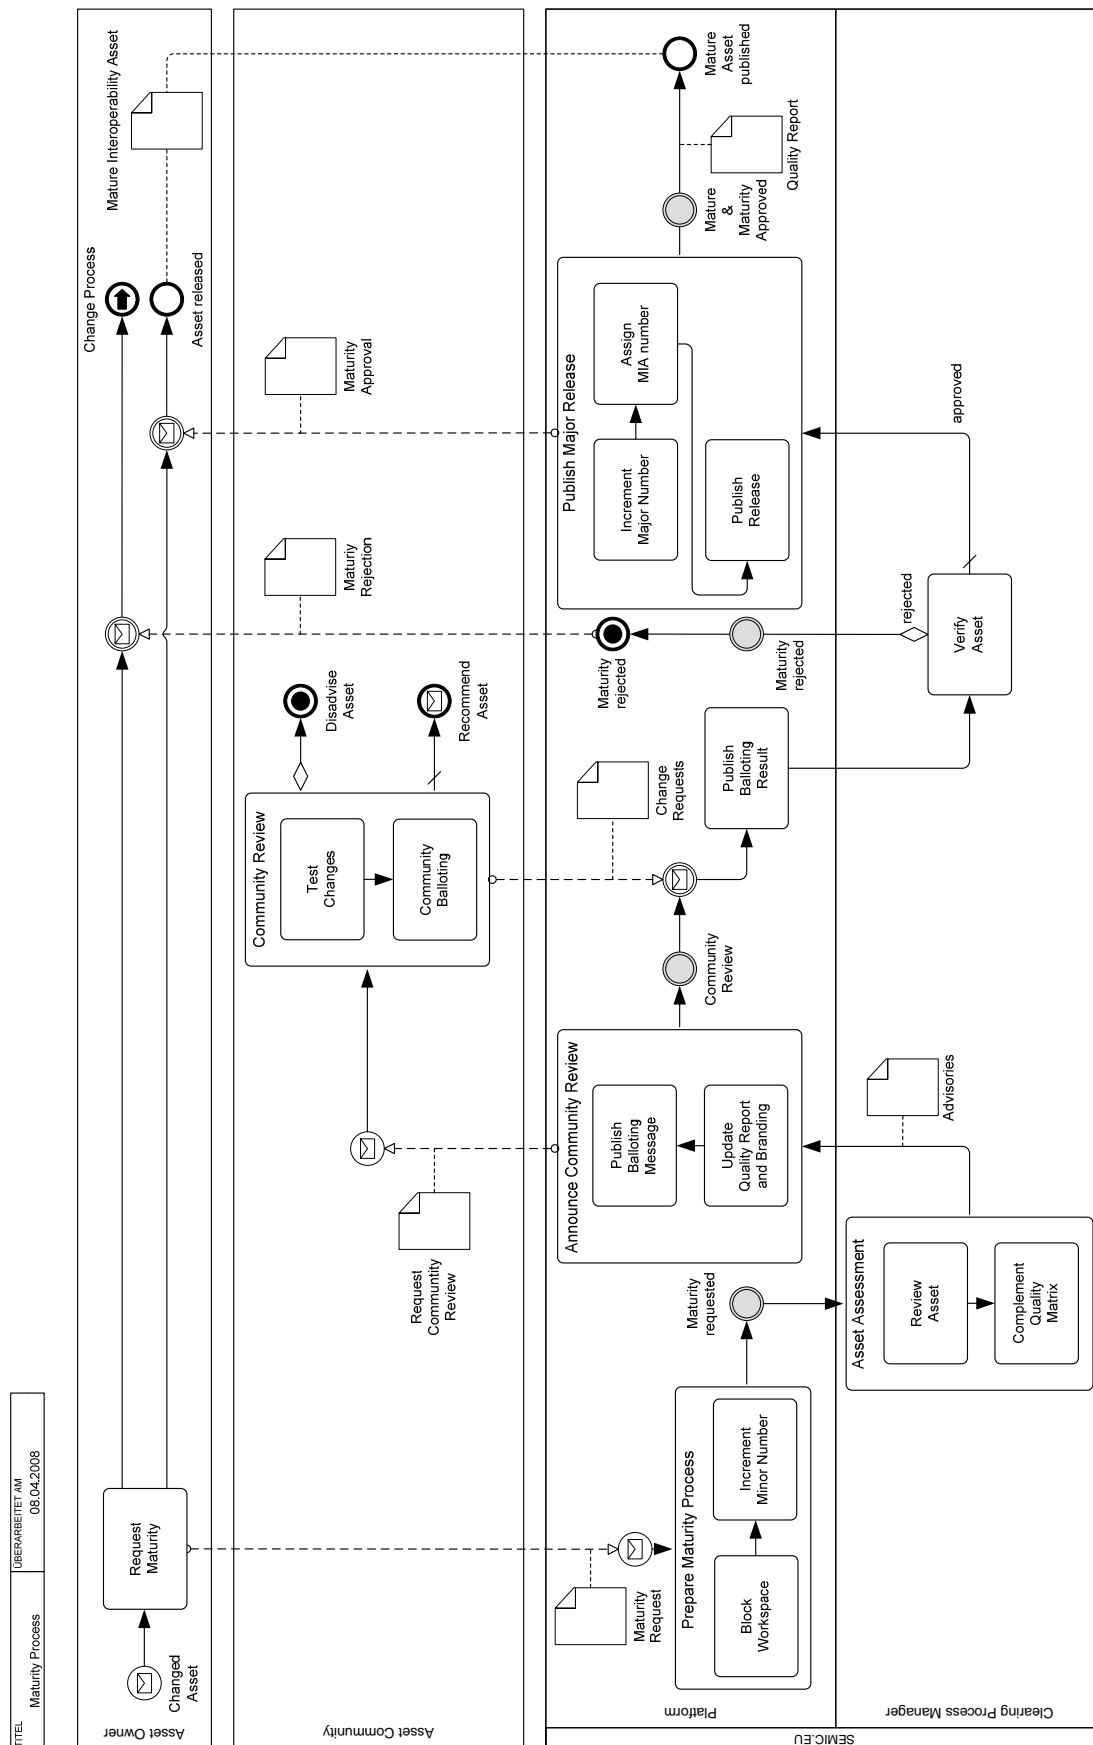 TITEL
Maturity Process
ÜBERARBEITET AM
08.04.2008
Asset Owner
Changed
Asset
Request
Maturity
Change Process
Asset released
Mature Interoperability Asset
Asset Community
Request
Communtity
Review
Community Review
Test
Changes
Community
Balloting
Disadvise
Asset
Recommend
Asset
Maturiy
Rejection
Maturity
Approval
SEMIC.EU
Platform
Maturity
Request
Prepare Maturity Process
Block
Workspace
Increment
Minor Number
Maturity
requested
Announce Community Review
Publish
Balloting
Message
Update
Quality Report
and Branding
Community
Review
Change
Requests
Publish
Balloting
Result
Maturity
rejected
Maturity
rejected
Publish Major Release
Increment
Major Number
Assign
MIA number
Publish
Release
Mature
&
Maturity
Approved
Quality Report
Mature
Asset
published
Clearing Process Manager
Asset Assessment
Review
Asset
Complement
Quality
Matrix
Advisories
Verify
Asset
rejected
approved